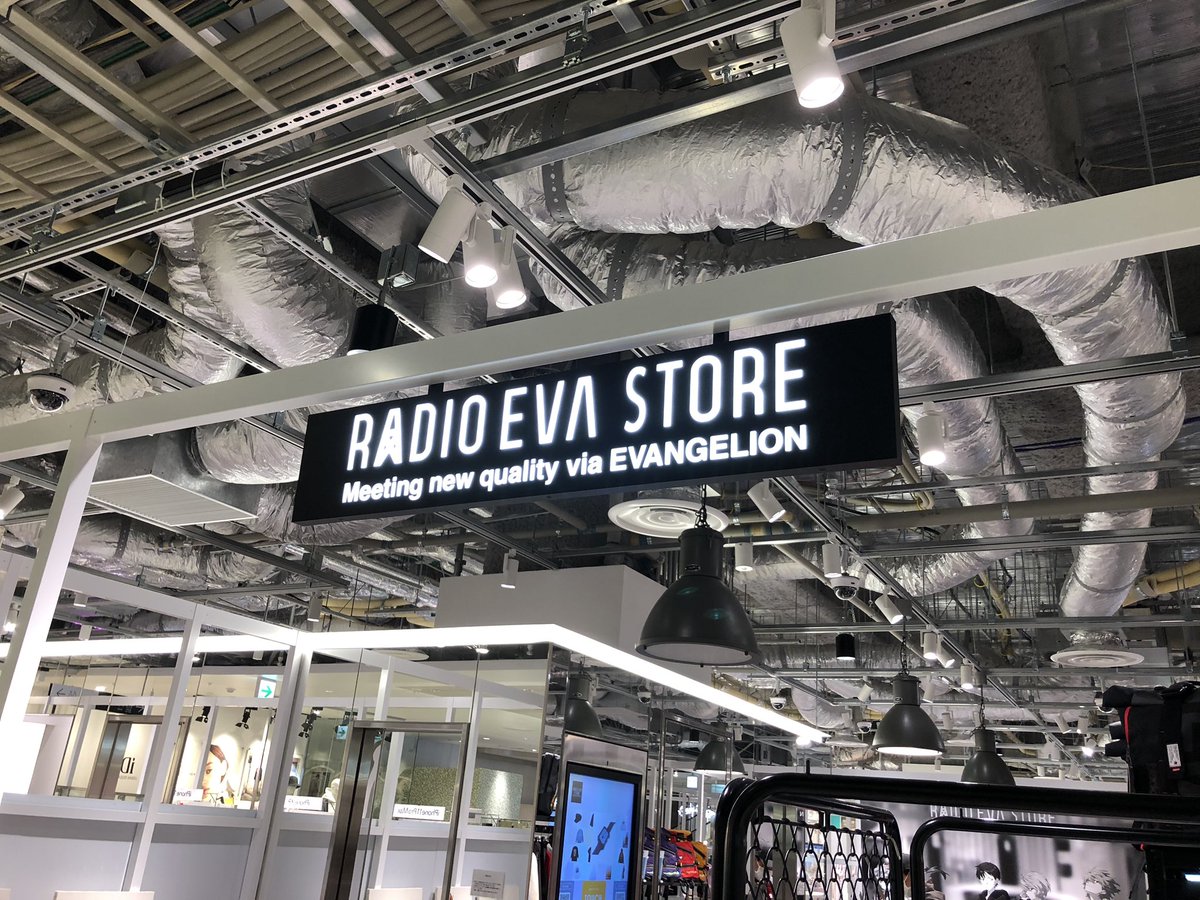 RADIO EVA STORE
Meeting new quality via EVANGELION
RADIO EVA STORE